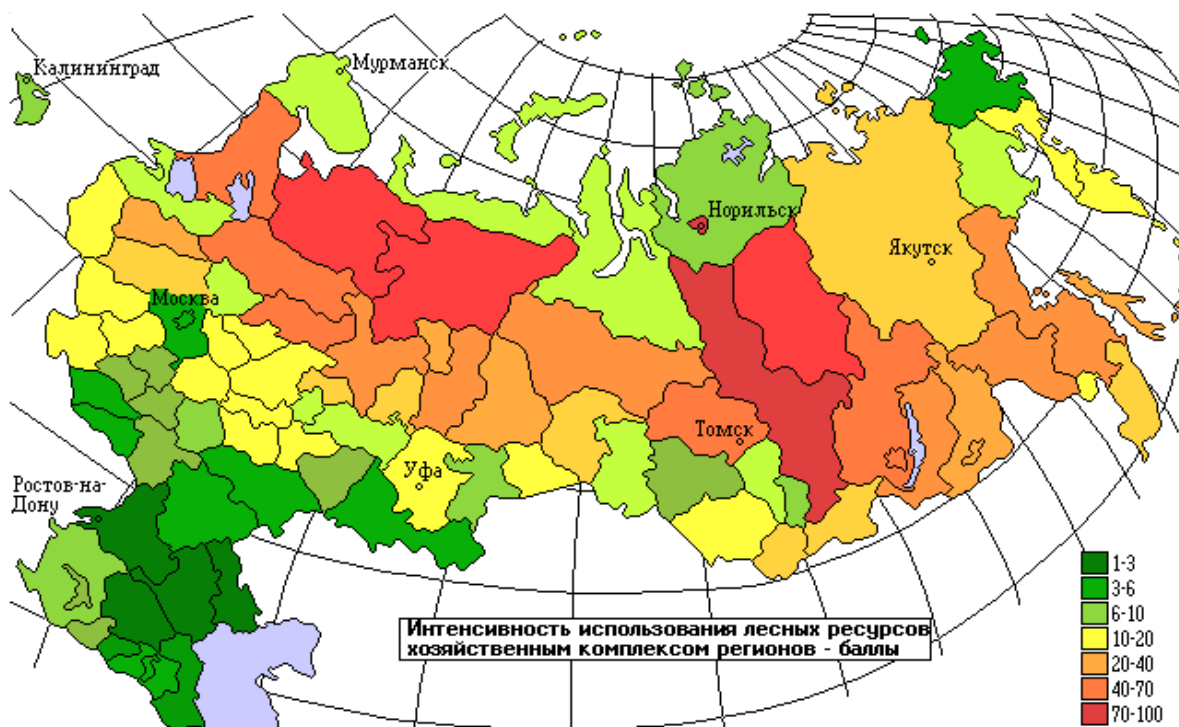 Калининград
Мурманск
Норильск
Якутск
Москва
Томск
Уфа
Ростов-на-
Дону
Интенсивность использования лесных ресурсов
хозяйственным комплексом регионов - баллы
1-3
3-6
6-10
10-20
20-40
40-70
70-100